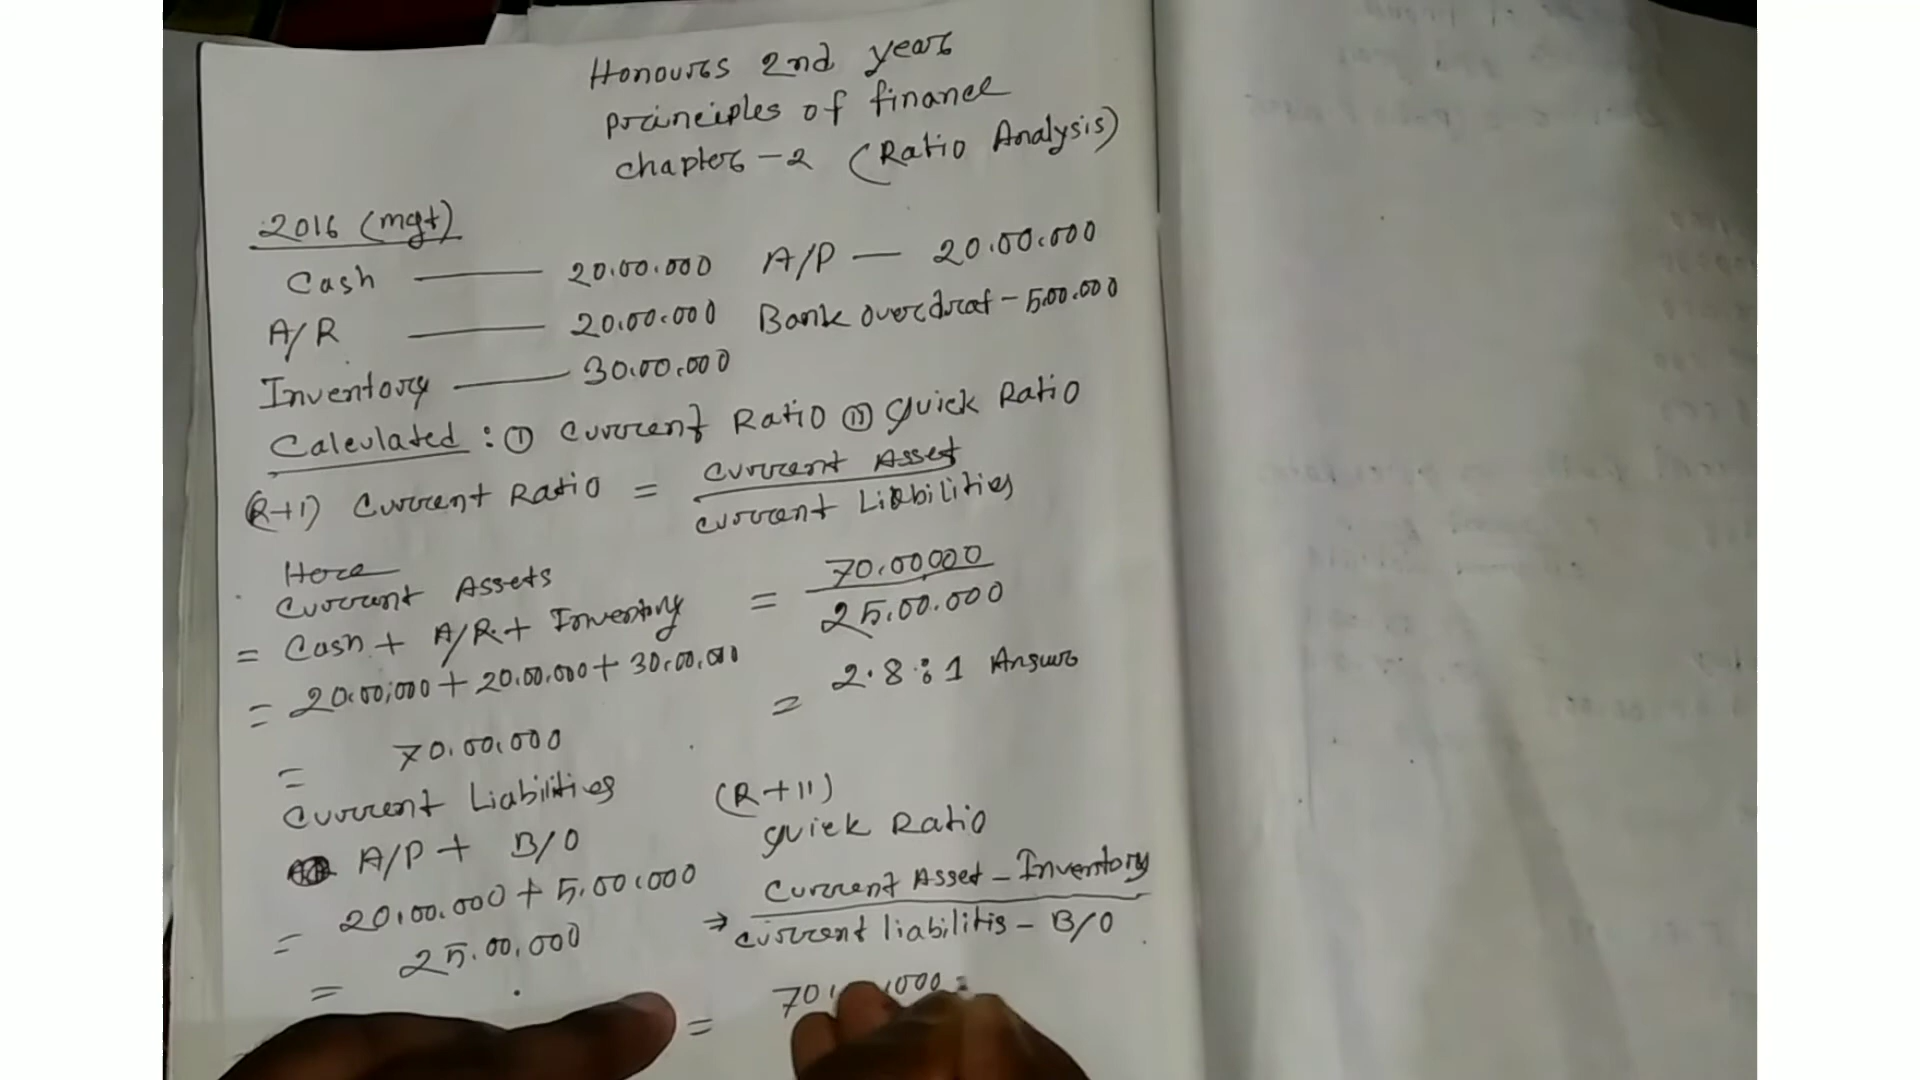 Honours 2nd year
principles of finance
chapter - 2 (Ratio Analysis)
2016 (mgt)
Cash — 20,00,000 A/P — 20,00,000
A/R — 20,00,000 Bank overdraf - 5,00,000
Inventory — 30,00,000
Calculated : (i) Current Ratio (ii) quick Ratio
(R+1) Current Ratio = Current Asset / Current Liabilities
Here
Current Assets
= Cash + A/R + Inventory
= 20,00,000 + 20,00,000 + 30,00,000
= 70,00,000
= 70,00000 / 25,00,000
= 2.8 : 1 Answer
Current Liabilities
A/P + B/O
= 20,00,000 + 5,00,000
= 25,00,000
(R+11)
quick Ratio
⇒ Current Asset - Inventory / current liabilitis - B/O